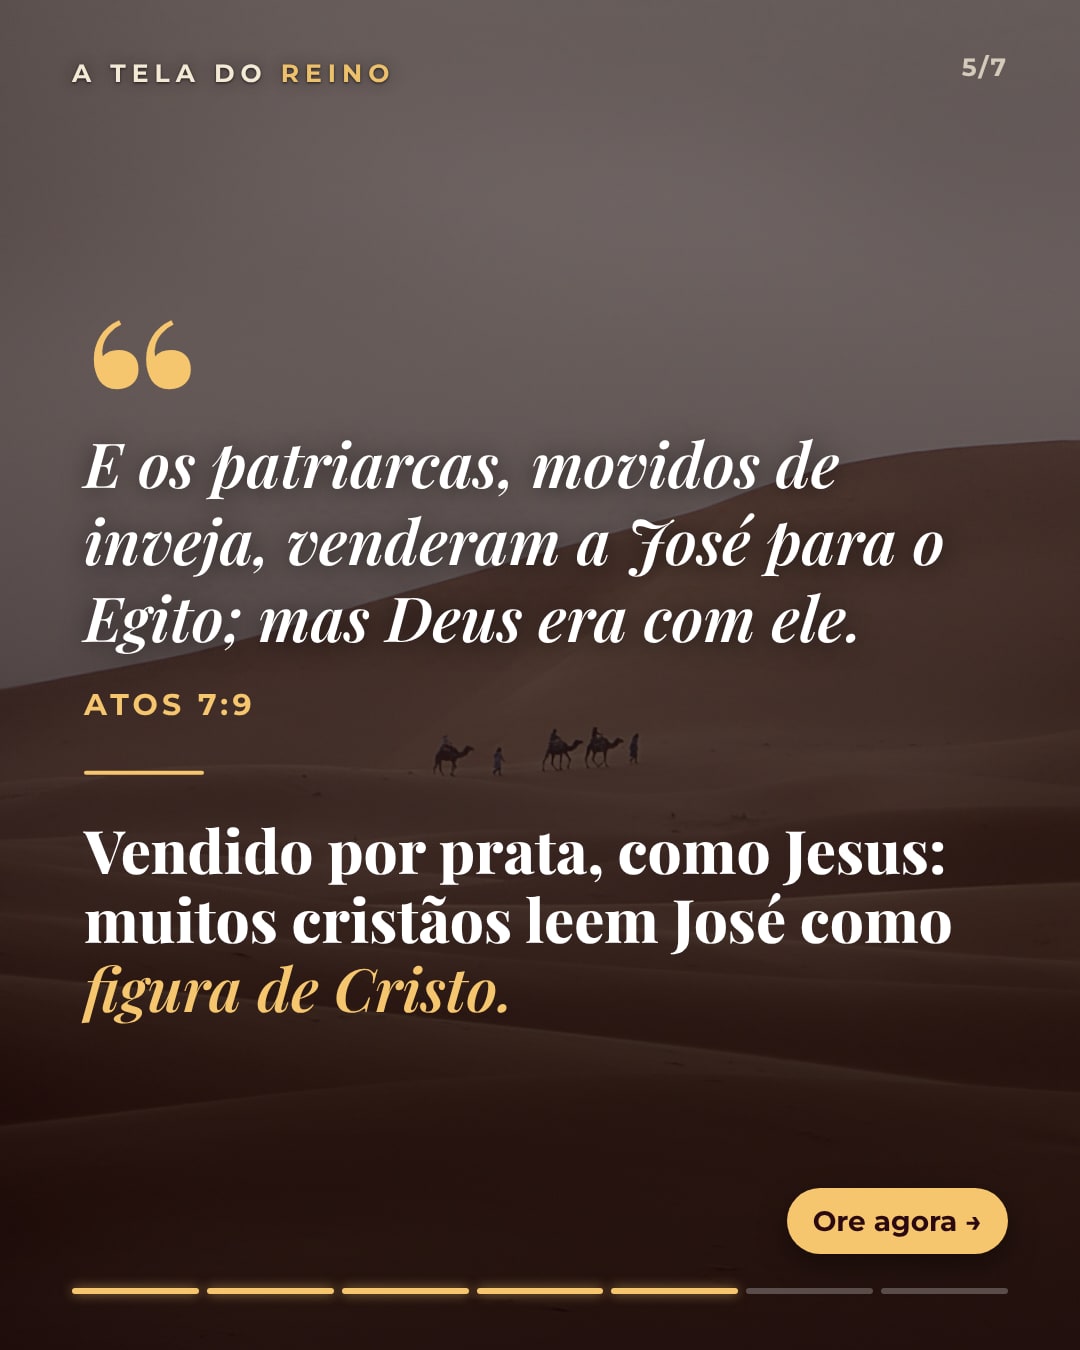 A TELA DO REINO
5/7
“
E os patriarcas, movidos de
inveja, venderam a José para o
Egito; mas Deus era com ele.
ATOS 7:9
Vendido por prata, como Jesus:
muitos cristãos leem José como
figura de Cristo.
Ore agora →